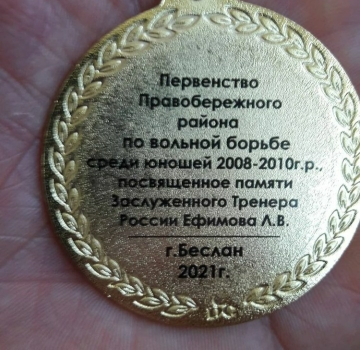 Первенство
Правобережного
района
по вольной борьбе
среди юношей 2008-2010г.р.,
посвященное памяти
Заслуженного Тренера
России Ефимова Л.В.
г.Беслан
2021г.